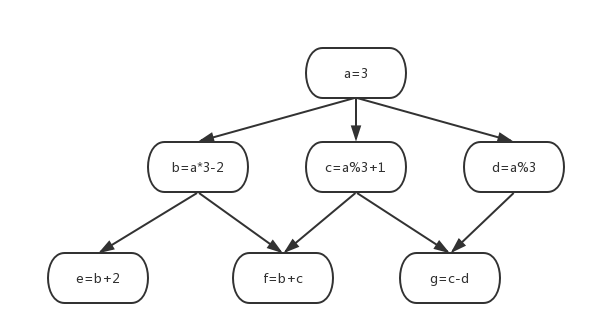 a=3
b=a*3-2
c=a%3+1
d=a%3
e=b+2
f=b+c
g=c-d